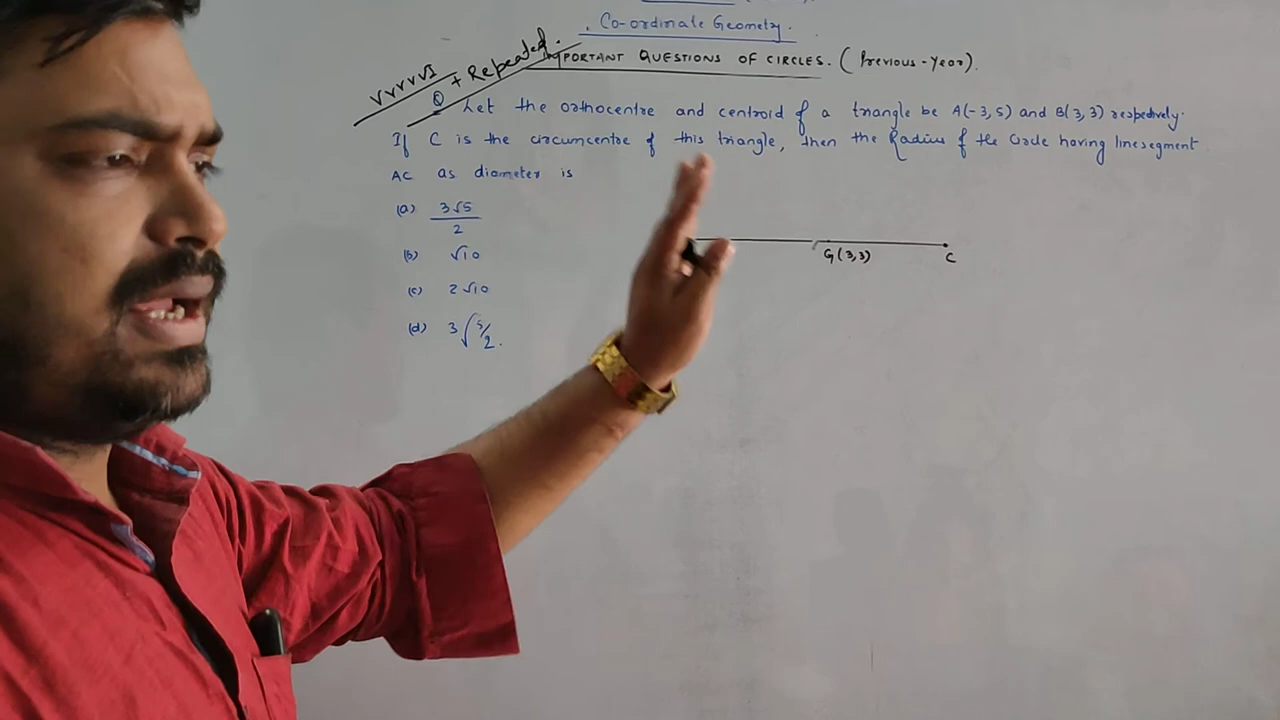 Co-ordinate Geometry.
VVVVVI
+ Repeated.
IMPORTANT QUESTIONS OF CIRCLES. (Previous-Year).
Q Let the orthocentre and centroid of a triangle be A(-3,5) and B(3,3) respectively.
If C is the circumcentre of this triangle, then the Radius of the Circle having linesegment
AC as diameter is
(a) 3√5/2
(b) √10
(c) 2√10
(d) 3√5/2.
G(3,3)
C